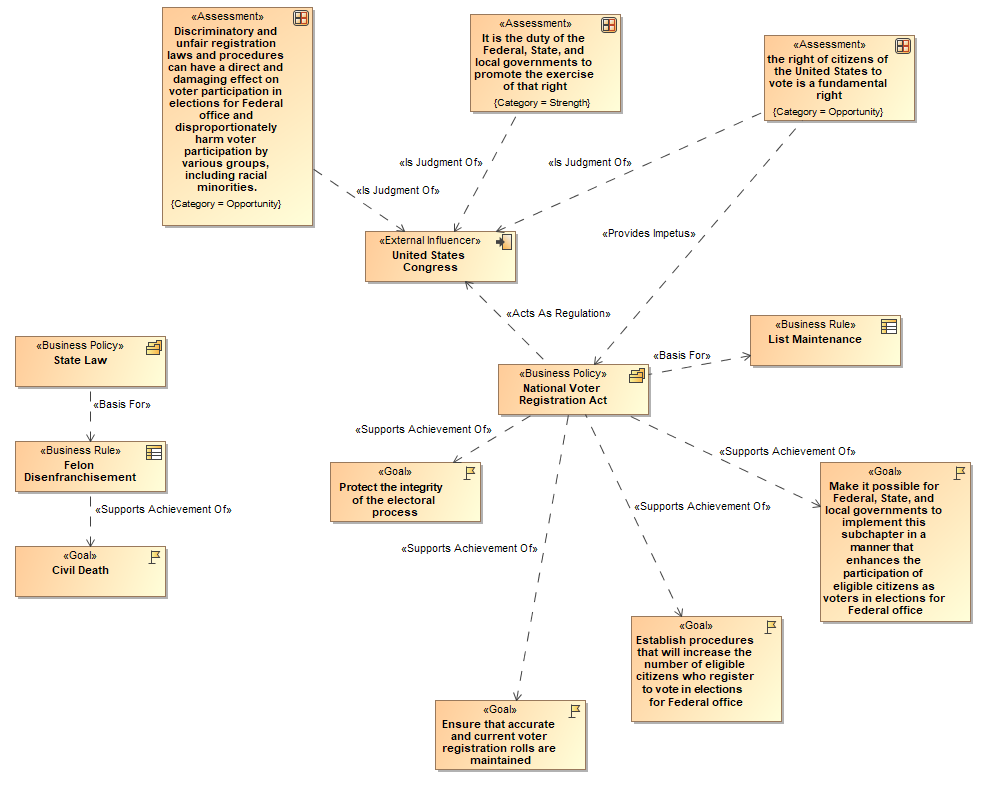 «Assessment»
Discriminatory and
unfair registration
laws and procedures
can have a direct and
damaging effect on
voter participation in
elections for Federal
office and
disproportionately
harm voter
participation by
various groups,
including racial
minorities.
{Category = Opportunity}
«Assessment»
It is the duty of the
Federal, State, and
local governments to
promote the exercise
of that right
{Category = Strength}
«Assessment»
the right of citizens of
the United States to
vote is a fundamental
right
{Category = Opportunity}
«Is Judgment Of»
«Is Judgment Of»
«Is Judgment Of»
«External Influencer»
United States
Congress
«Provides Impetus»
«Acts As Regulation»
«Business Policy»
State Law
«Basis For»
«Business Rule»
Felon
Disenfranchisement
«Supports Achievement Of»
«Goal»
Civil Death
«Business Rule»
List Maintenance
«Basis For»
«Business Policy»
National Voter
Registration Act
«Supports Achievement Of»
«Supports Achievement Of»
«Supports Achievement Of»
«Supports Achievement Of»
«Goal»
Protect the integrity
of the electoral
process
«Goal»
Make it possible for
Federal, State, and
local governments to
implement this
subchapter in a
manner that
enhances the
participation of
eligible citizens as
voters in elections for
Federal office
«Goal»
Establish procedures
that will increase the
number of eligible
citizens who register
to vote in elections
for Federal office
«Goal»
Ensure that accurate
and current voter
registration rolls are
maintained